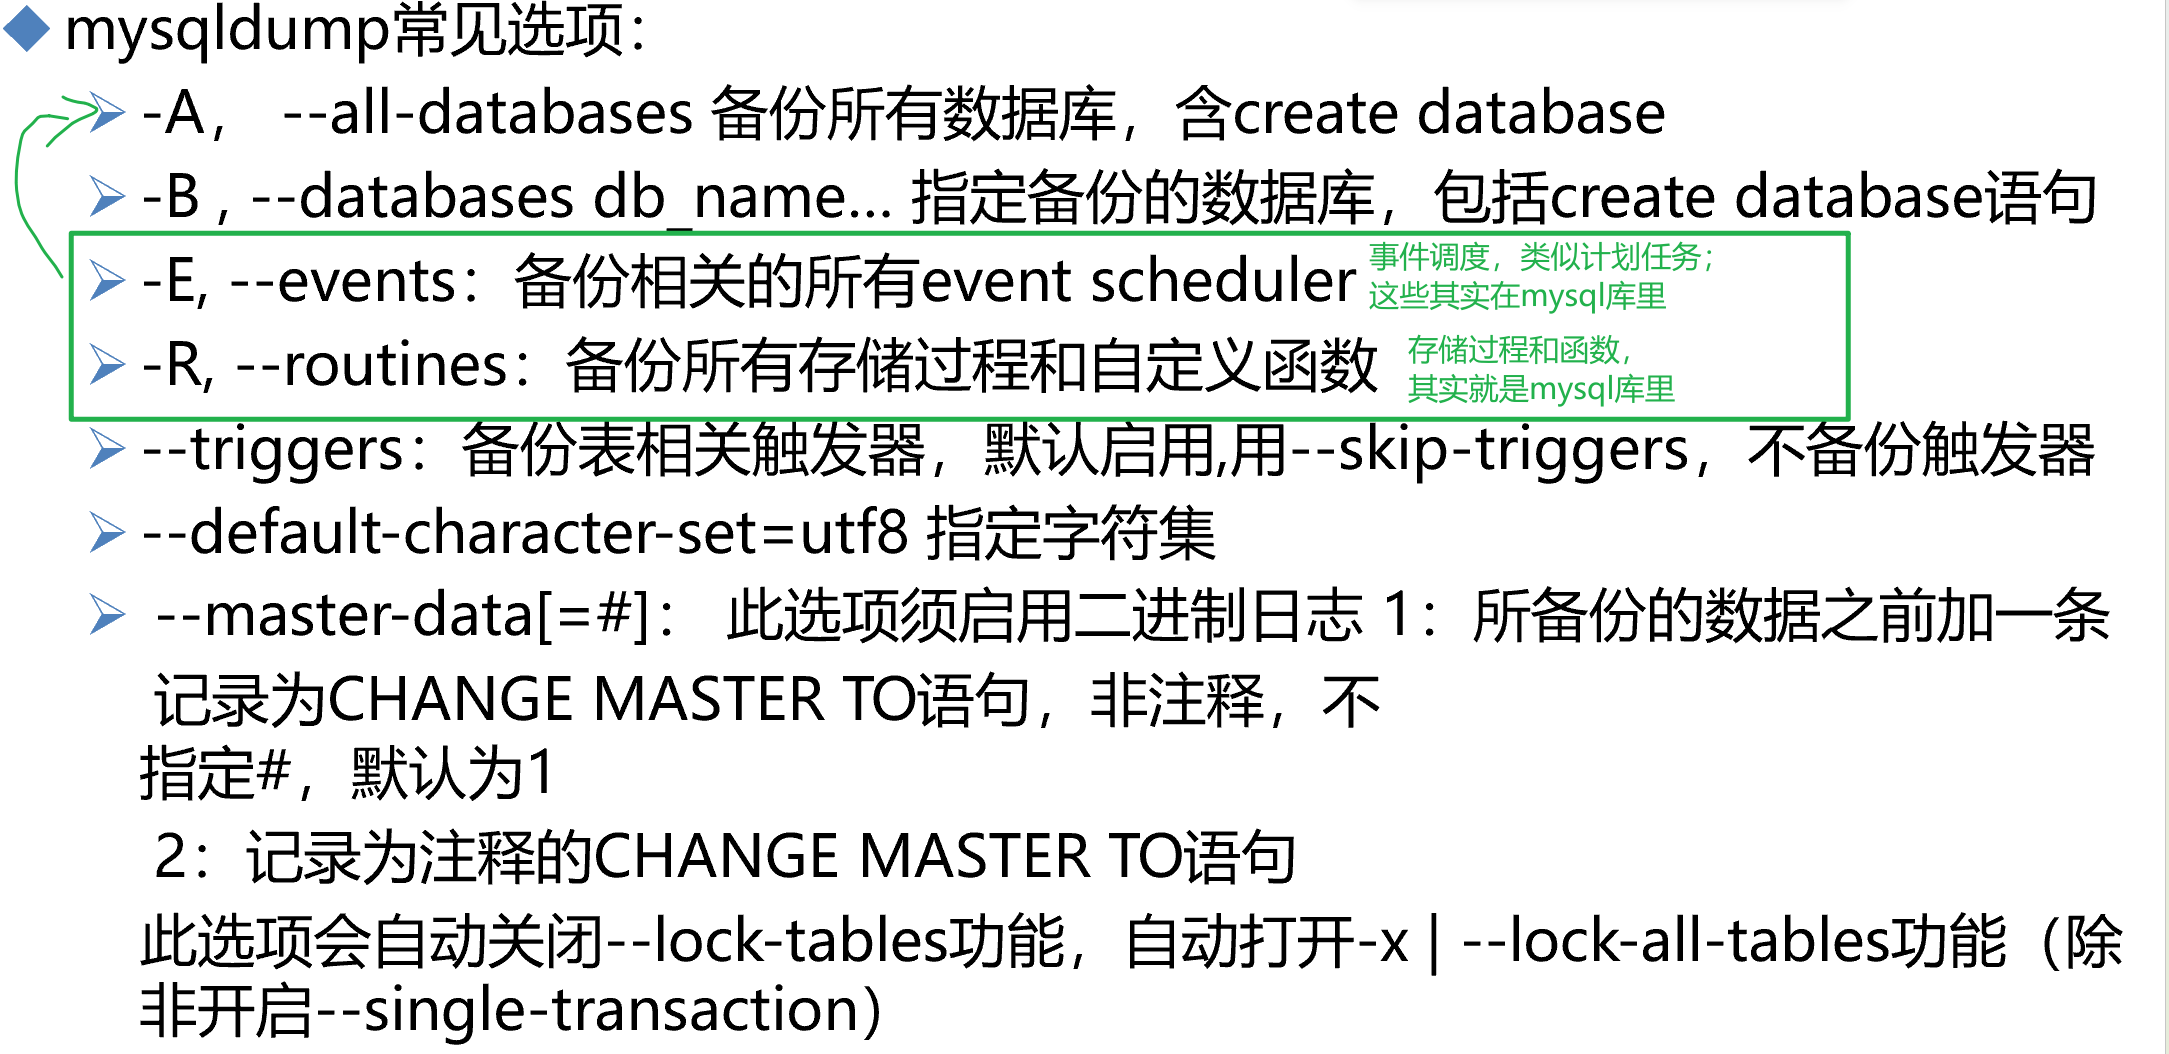 mysqldump常见选项：
-A， --all-databases 备份所有数据库，含create database
-B , --databases db_name… 指定备份的数据库，包括create database语句
-E, --events：备份相关的所有event scheduler
事件调度，类似计划任务；
这些其实在mysql库里
-R, --routines：备份所有存储过程和自定义函数
存储过程和函数，
其实就是mysql库里
--triggers：备份表相关触发器，默认启用,用--skip-triggers，不备份触发器
--default-character-set=utf8 指定字符集
--master-data[=#]： 此选项须启用二进制日志 1：所备份的数据之前加一条
记录为CHANGE MASTER TO语句，非注释，不
指定#，默认为1
2：记录为注释的CHANGE MASTER TO语句
此选项会自动关闭--lock-tables功能，自动打开-x | --lock-all-tables功能（除
非开启--single-transaction）